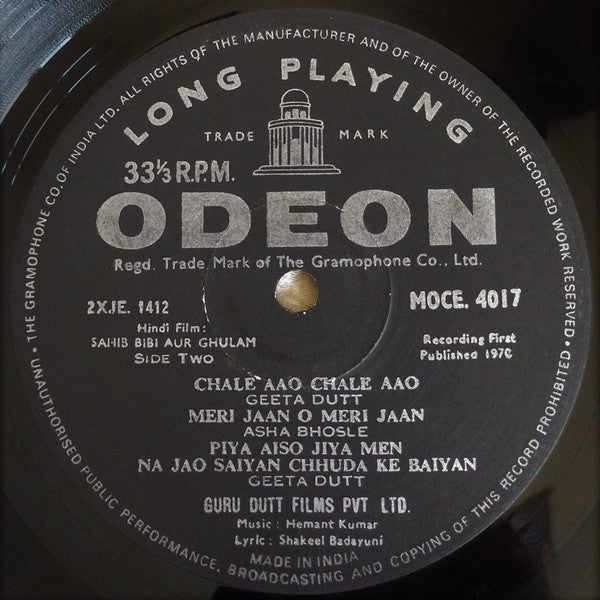 ALL RIGHTS OF THE MANUFACTURER AND OF THE OWNER OF THE RECORDED WORK RESERVED •
UNAUTHORISED PUBLIC PERFORMANCE, BROADCASTING AND COPYING OF THIS RECORD PROHIBITED
• THE GRAMOPHONE CO. OF INDIA LTD.
LONG PLAYING
TRADE MARK
33⅓ R.P.M.
ODEON
Regd. Trade Mark of The Gramophone Co., Ltd.
2XJE. 1412
MOCE. 4017
Hindi Film:
SAHIB BIBI AUR GHULAM
SIDE TWO
Recording First
Published 1970
CHALE AAO CHALE AAO
GEETA DUTT
MERI JAAN O MERI JAAN
ASHA BHOSLE
PIYA AISO JIYA MEN
NA JAO SAIYAN CHHUDA KE BAIYAN
GEETA DUTT
GURU DUTT FILMS PVT LTD.
Music : Hemant Kumar
Lyric : Shakeel Badayuni
MADE IN INDIA